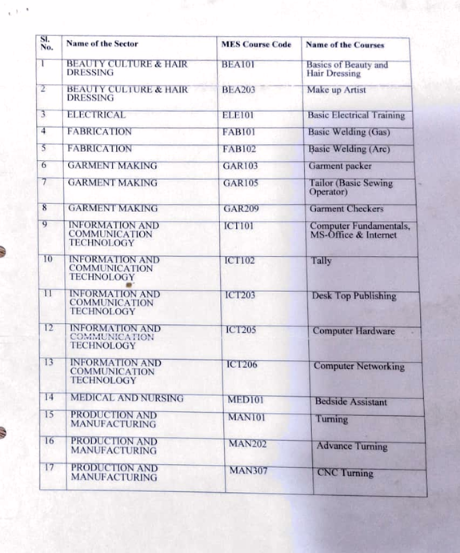 Sl. No. Name of the Sector MES Course Code Name of the Courses
1 BEAUTY CULTURE & HAIR DRESSING BEA101 Basics of Beauty and Hair Dressing
2 BEAUTY CULTURE & HAIR DRESSING BEA203 Make up Artist
3 ELECTRICAL ELE101 Basic Electrical Training
4 FABRICATION FAB101 Basic Welding (Gas)
5 FABRICATION FAB102 Basic Welding (Arc)
6 GARMENT MAKING GAR103 Garment packer
7 GARMENT MAKING GAR105 Tailor (Basic Sewing Operator)
8 GARMENT MAKING GAR209 Garment Checkers
9 INFORMATION AND COMMUNICATION TECHNOLOGY ICT101 Computer Fundamentals, MS-Office & Internet
10 INFORMATION AND COMMUNICATION TECHNOLOGY ICT102 Tally
11 INFORMATION AND COMMUNICATION TECHNOLOGY ICT203 Desk Top Publishing
12 INFORMATION AND COMMUNICATION TECHNOLOGY ICT205 Computer Hardware
13 INFORMATION AND COMMUNICATION TECHNOLOGY ICT206 Computer Networking
14 MEDICAL AND NURSING MED101 Bedside Assistant
15 PRODUCTION AND MANUFACTURING MAN101 Turning
16 PRODUCTION AND MANUFACTURING MAN202 Advance Turning
17 PRODUCTION AND MANUFACTURING MAN307 CNC Turning